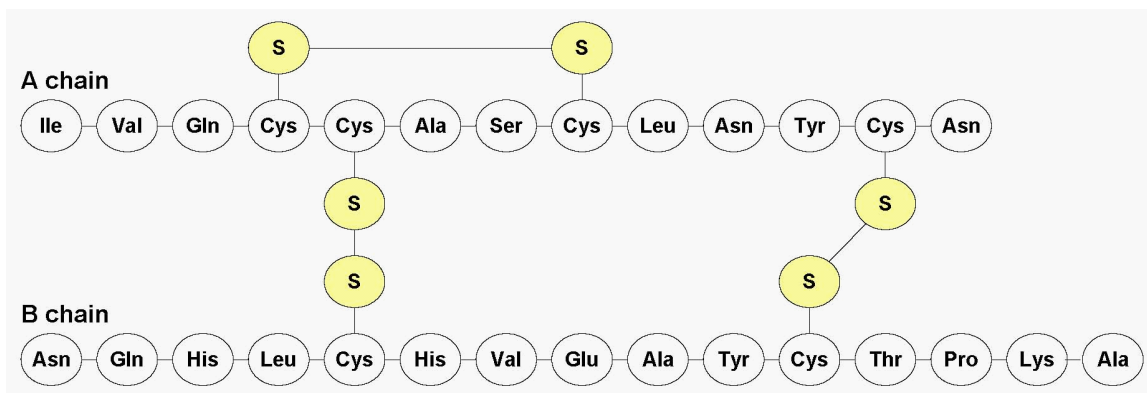 S S
A chain
Ile Val Gln Cys Cys Ala Ser Cys Leu Asn Tyr Cys Asn
S S
S S
B chain
Asn Gln His Leu Cys His Val Glu Ala Tyr Cys Thr Pro Lys Ala